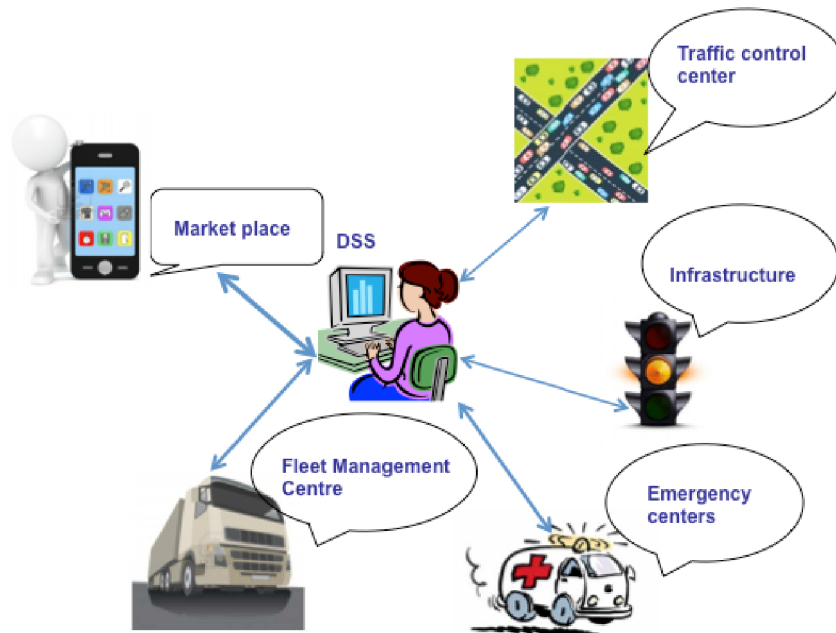 Traffic control
center
Market place
DSS
Infrastructure
Fleet Management
Centre
Emergency
centers